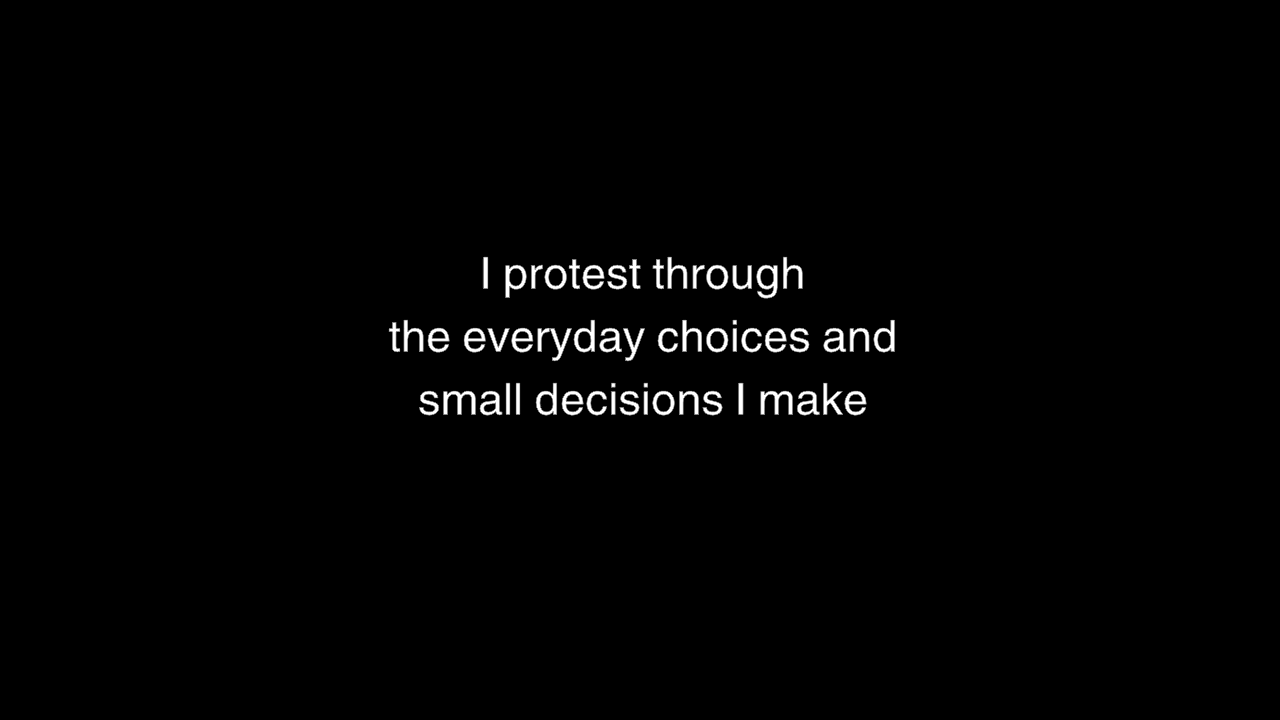 I protest through
the everyday choices and
small decisions I make